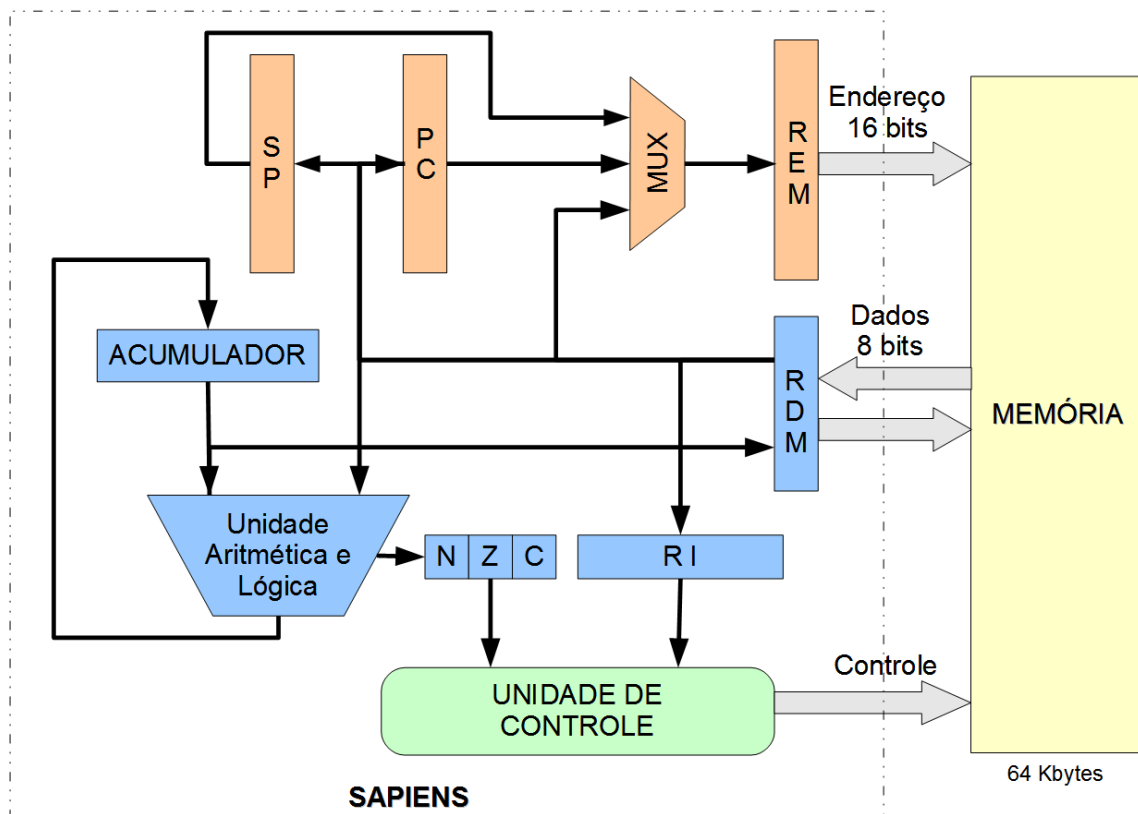 S
P
P
C
MUX
R
E
M
Endereço
16 bits
ACUMULADOR
R
D
M
Dados
8 bits
MEMÓRIA
Unidade
Aritmética e
Lógica
N Z C
R I
UNIDADE DE
CONTROLE
Controle
64 Kbytes
SAPIENS